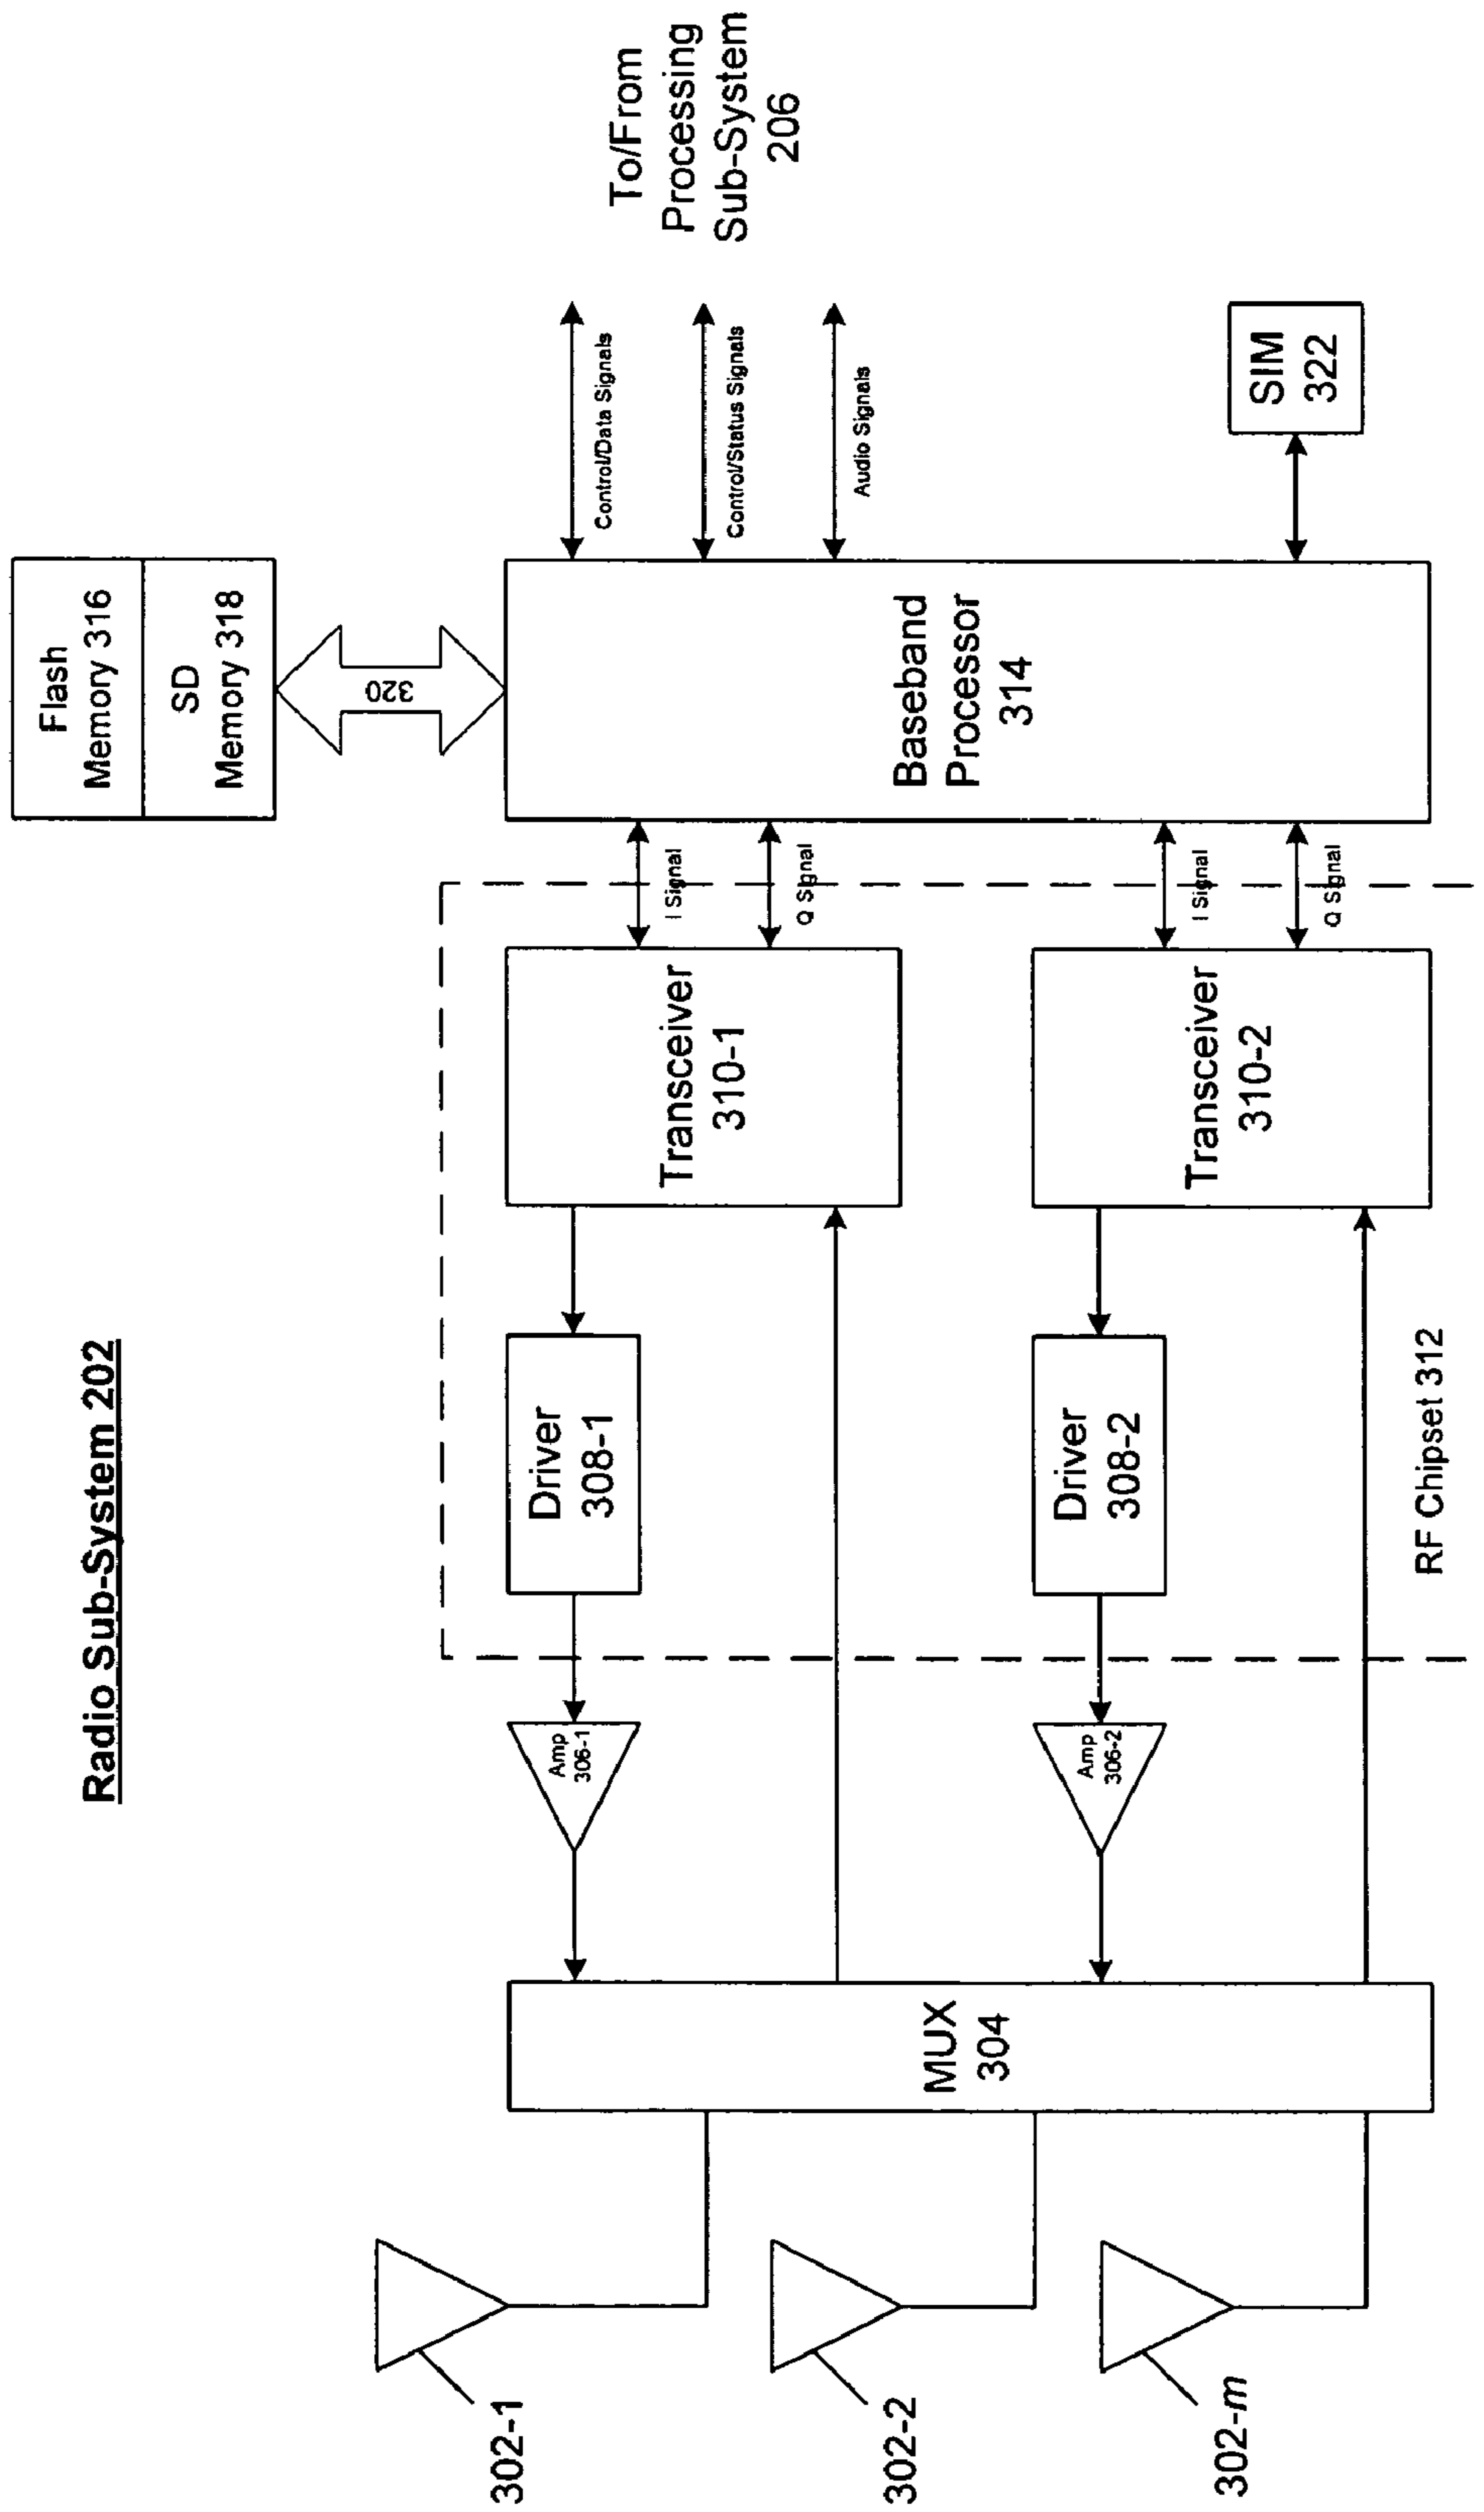 Radio Sub-System 202
302-1
302-2
302-m
MUX
304
Amp
306-1
Amp
306-2
Driver
308-1
Driver
308-2
RF Chipset 312
Transceiver
310-1
Transceiver
310-2
I Signal
Q Signal
I Signal
Q Signal
Flash
Memory 316
SD
Memory 318
320
Baseband
Processor
314
Control/Data Signals
Control/Status Signals
Audio Signals
SIM
322
To/From
Processing
Sub-System
206